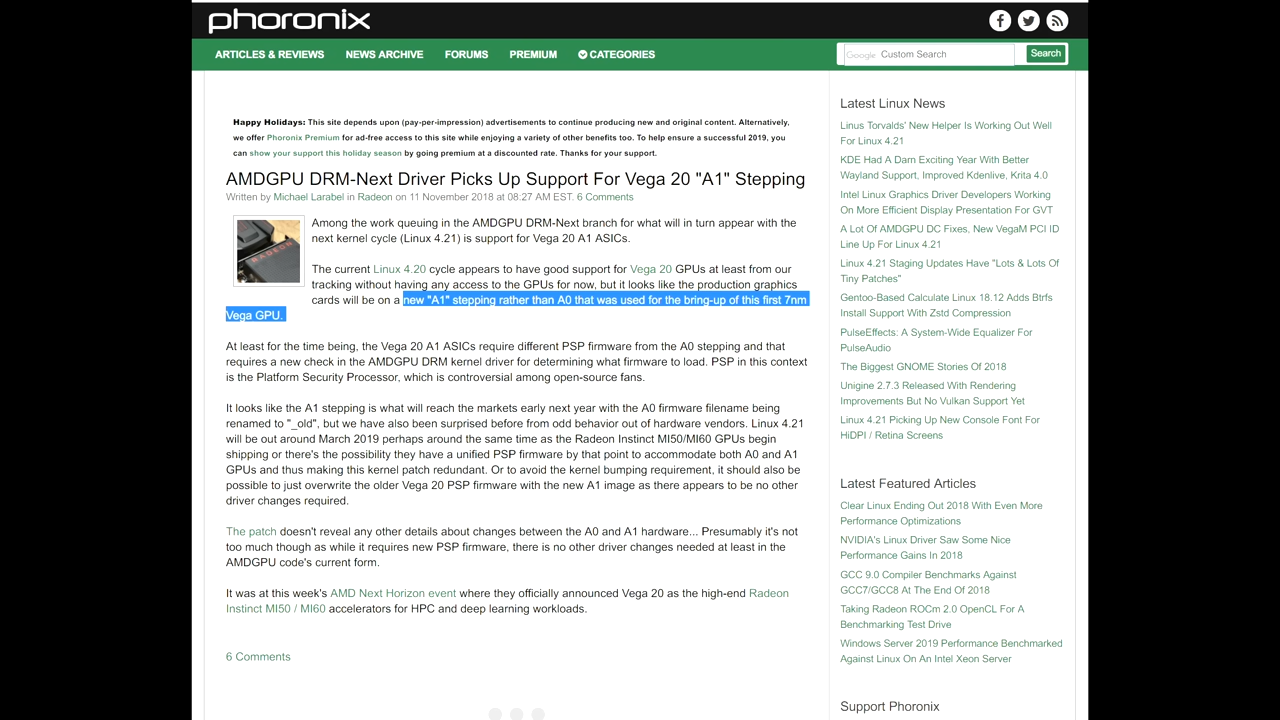 phoronix
ARTICLES & REVIEWS NEWS ARCHIVE FORUMS PREMIUM CATEGORIES
Google Custom Search Search
Happy Holidays: This site depends upon (pay-per-impression) advertisements to continue producing new and original content. Alternatively,
we offer Phoronix Premium for ad-free access to this site while enjoying a variety of other benefits too. To help ensure a successful 2019, you
can show your support this holiday season by going premium at a discounted rate. Thanks for your support.
AMDGPU DRM-Next Driver Picks Up Support For Vega 20 "A1" Stepping
Written by Michael Larabel in Radeon on 11 November 2018 at 08:27 AM EST. 6 Comments
RADEON
Among the work queuing in the AMDGPU DRM-Next branch for what will in turn appear with the
next kernel cycle (Linux 4.21) is support for Vega 20 A1 ASICs.
The current Linux 4.20 cycle appears to have good support for Vega 20 GPUs at least from our
tracking without having any access to the GPUs for now, but it looks like the production graphics
cards will be on a new "A1" stepping rather than A0 that was used for the bring-up of this first 7nm
Vega GPU.
At least for the time being, the Vega 20 A1 ASICs require different PSP firmware from the A0 stepping and that
requires a new check in the AMDGPU DRM kernel driver for determining what firmware to load. PSP in this context
is the Platform Security Processor, which is controversial among open-source fans.
It looks like the A1 stepping is what will reach the markets early next year with the A0 firmware filename being
renamed to "_old", but we have also been surprised before from odd behavior out of hardware vendors. Linux 4.21
will be out around March 2019 perhaps around the same time as the Radeon Instinct MI50/MI60 GPUs begin
shipping or there's the possibility they have a unified PSP firmware by that point to accommodate both A0 and A1
GPUs and thus making this kernel patch redundant. Or to avoid the kernel bumping requirement, it should also be
possible to just overwrite the older Vega 20 PSP firmware with the new A1 image as there appears to be no other
driver changes required.
The patch doesn't reveal any other details about changes between the A0 and A1 hardware... Presumably it's not
too much though as while it requires new PSP firmware, there is no other driver changes needed at least in the
AMDGPU code's current form.
It was at this week's AMD Next Horizon event where they officially announced Vega 20 as the high-end Radeon
Instinct MI50 / MI60 accelerators for HPC and deep learning workloads.
6 Comments
Latest Linux News
Linus Torvalds' New Helper Is Working Out Well
For Linux 4.21
KDE Had A Darn Exciting Year With Better
Wayland Support, Improved Kdenlive, Krita 4.0
Intel Linux Graphics Driver Developers Working
On More Efficient Display Presentation For GVT
A Lot Of AMDGPU DC Fixes, New VegaM PCI ID
Line Up For Linux 4.21
Linux 4.21 Staging Updates Have "Lots & Lots Of
Tiny Patches"
Gentoo-Based Calculate Linux 18.12 Adds Btrfs
Install Support With Zstd Compression
PulseEffects: A System-Wide Equalizer For
PulseAudio
The Biggest GNOME Stories Of 2018
Unigine 2.7.3 Released With Rendering
Improvements But No Vulkan Support Yet
Linux 4.21 Picking Up New Console Font For
HiDPI / Retina Screens
Latest Featured Articles
Clear Linux Ending Out 2018 With Even More
Performance Optimizations
NVIDIA's Linux Driver Saw Some Nice
Performance Gains In 2018
GCC 9.0 Compiler Benchmarks Against
GCC7/GCC8 At The End Of 2018
Taking Radeon ROCm 2.0 OpenCL For A
Benchmarking Test Drive
Windows Server 2019 Performance Benchmarked
Against Linux On An Intel Xeon Server
Support Phoronix